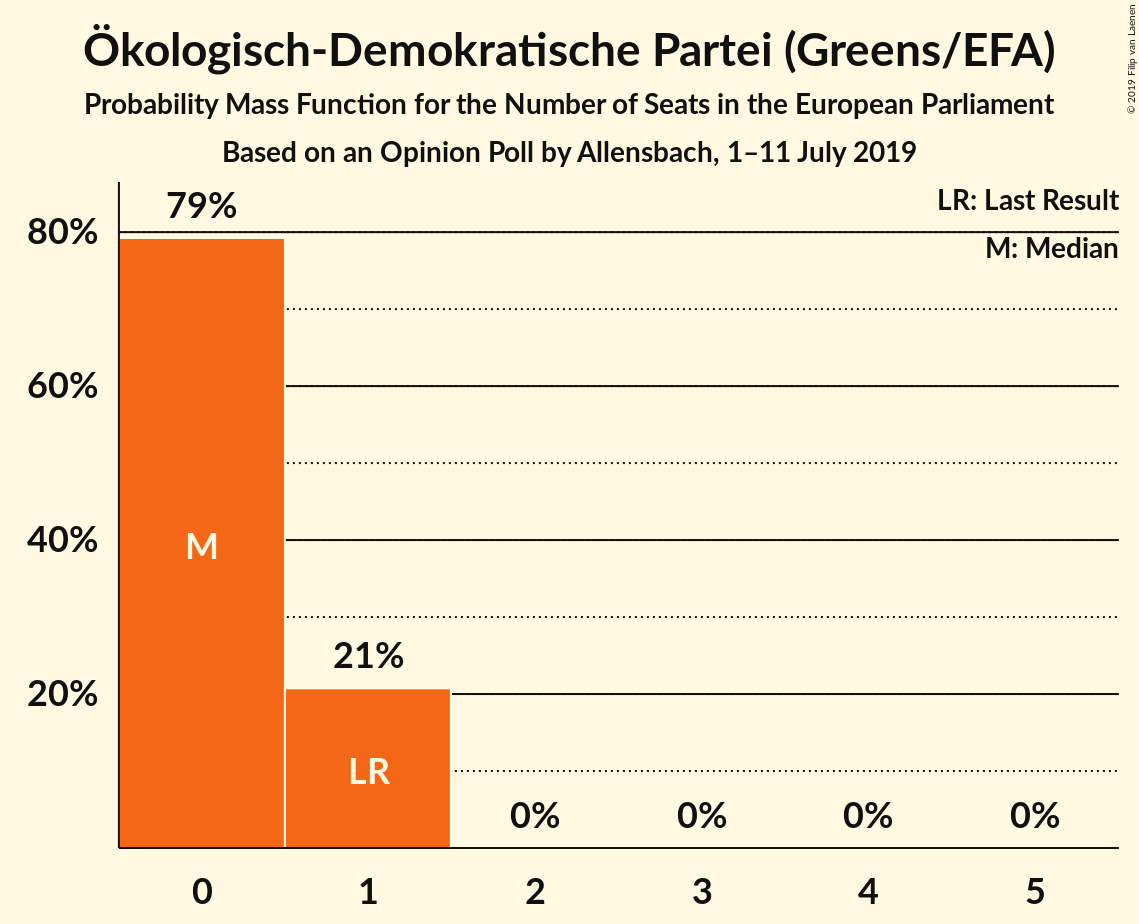 Ökologisch-Demokratische Partei (Greens/EFA)
Probability Mass Function for the Number of Seats in the European Parliament
Based on an Opinion Poll by Allensbach, 1–11 July 2019
© 2019 Filip van Laenen
LR: Last Result
M: Median
80%
60%
40%
20%
79%
M
21%
LR
0%
0%
0%
0%
0
1
2
3
4
5